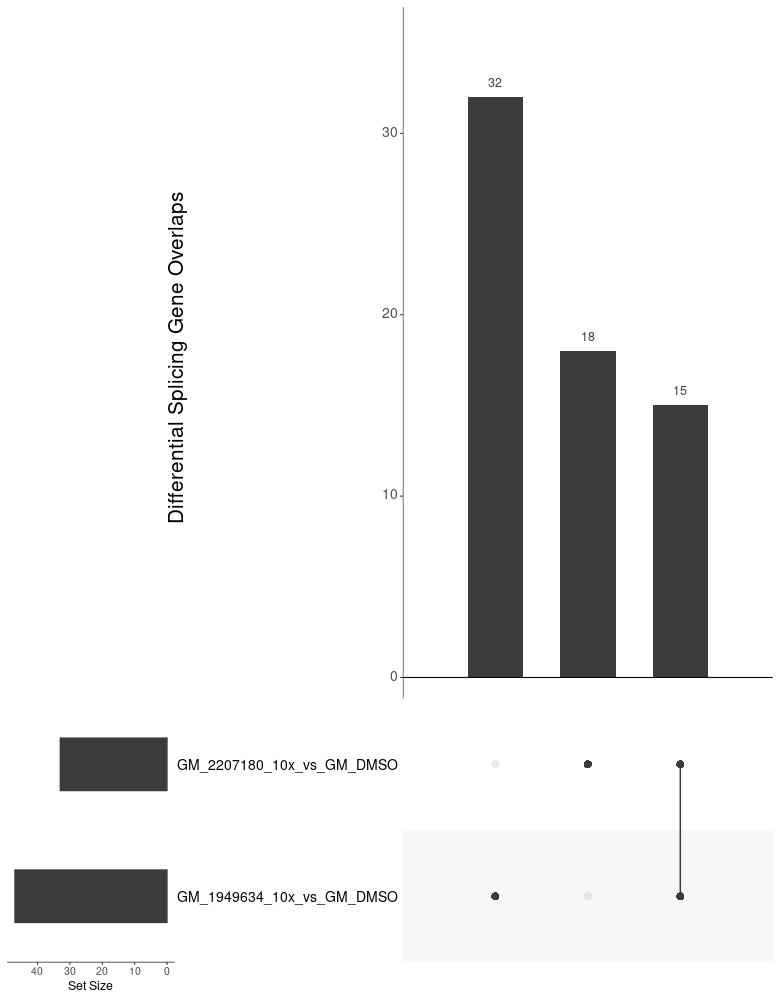 Differential Splicing Gene Overlaps
32
30
20
18
15
10
0
GM_2207180_10x_vs_GM_DMSO
GM_1949634_10x_vs_GM_DMSO
40 30 20 10 0
Set Size